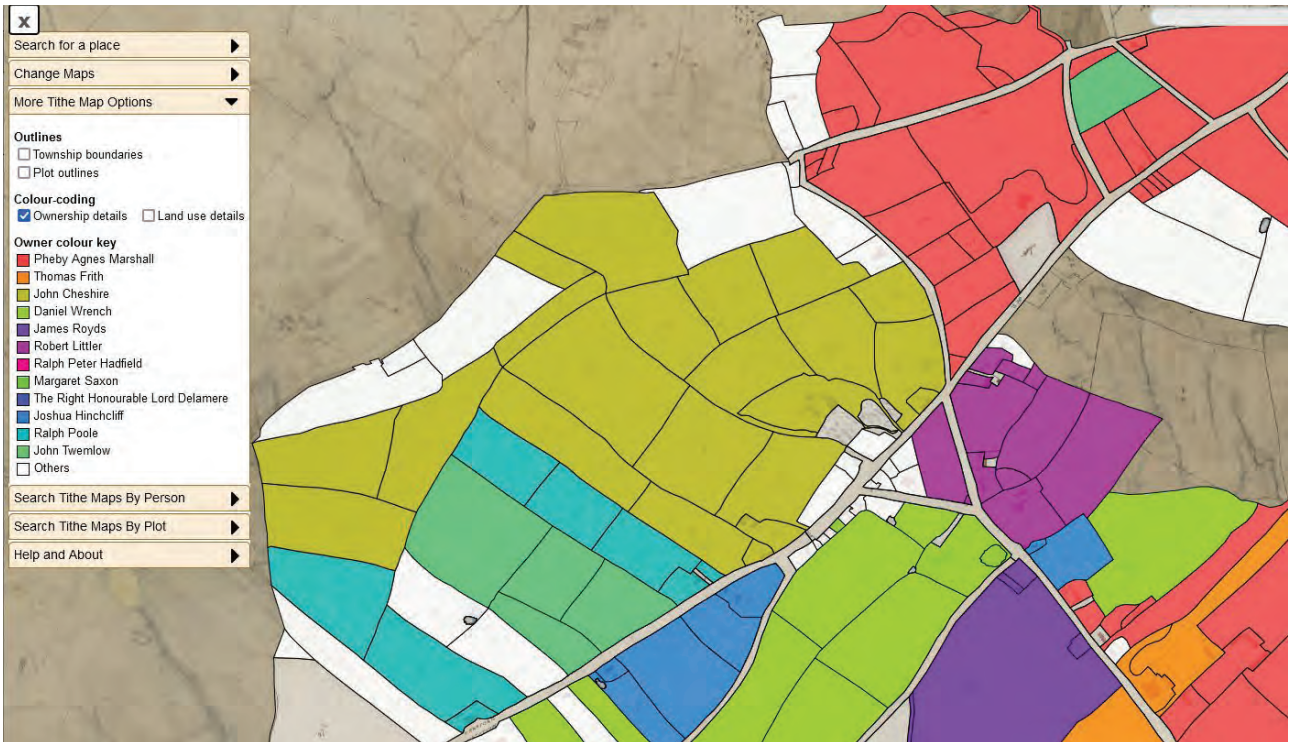 x
Search for a place
Change Maps
More Tithe Map Options
Outlines
Township boundaries
Plot outlines
Colour-coding
Ownership details Land use details
Owner colour key
Pheby Agnes Marshall
Thomas Frith
John Cheshire
Daniel Wrench
James Royds
Robert Littler
Ralph Peter Hadfield
Margaret Saxon
The Right Honourable Lord Delamere
Joshua Hinchcliff
Ralph Poole
John Twemlow
Others
Search Tithe Maps By Person
Search Tithe Maps By Plot
Help and About